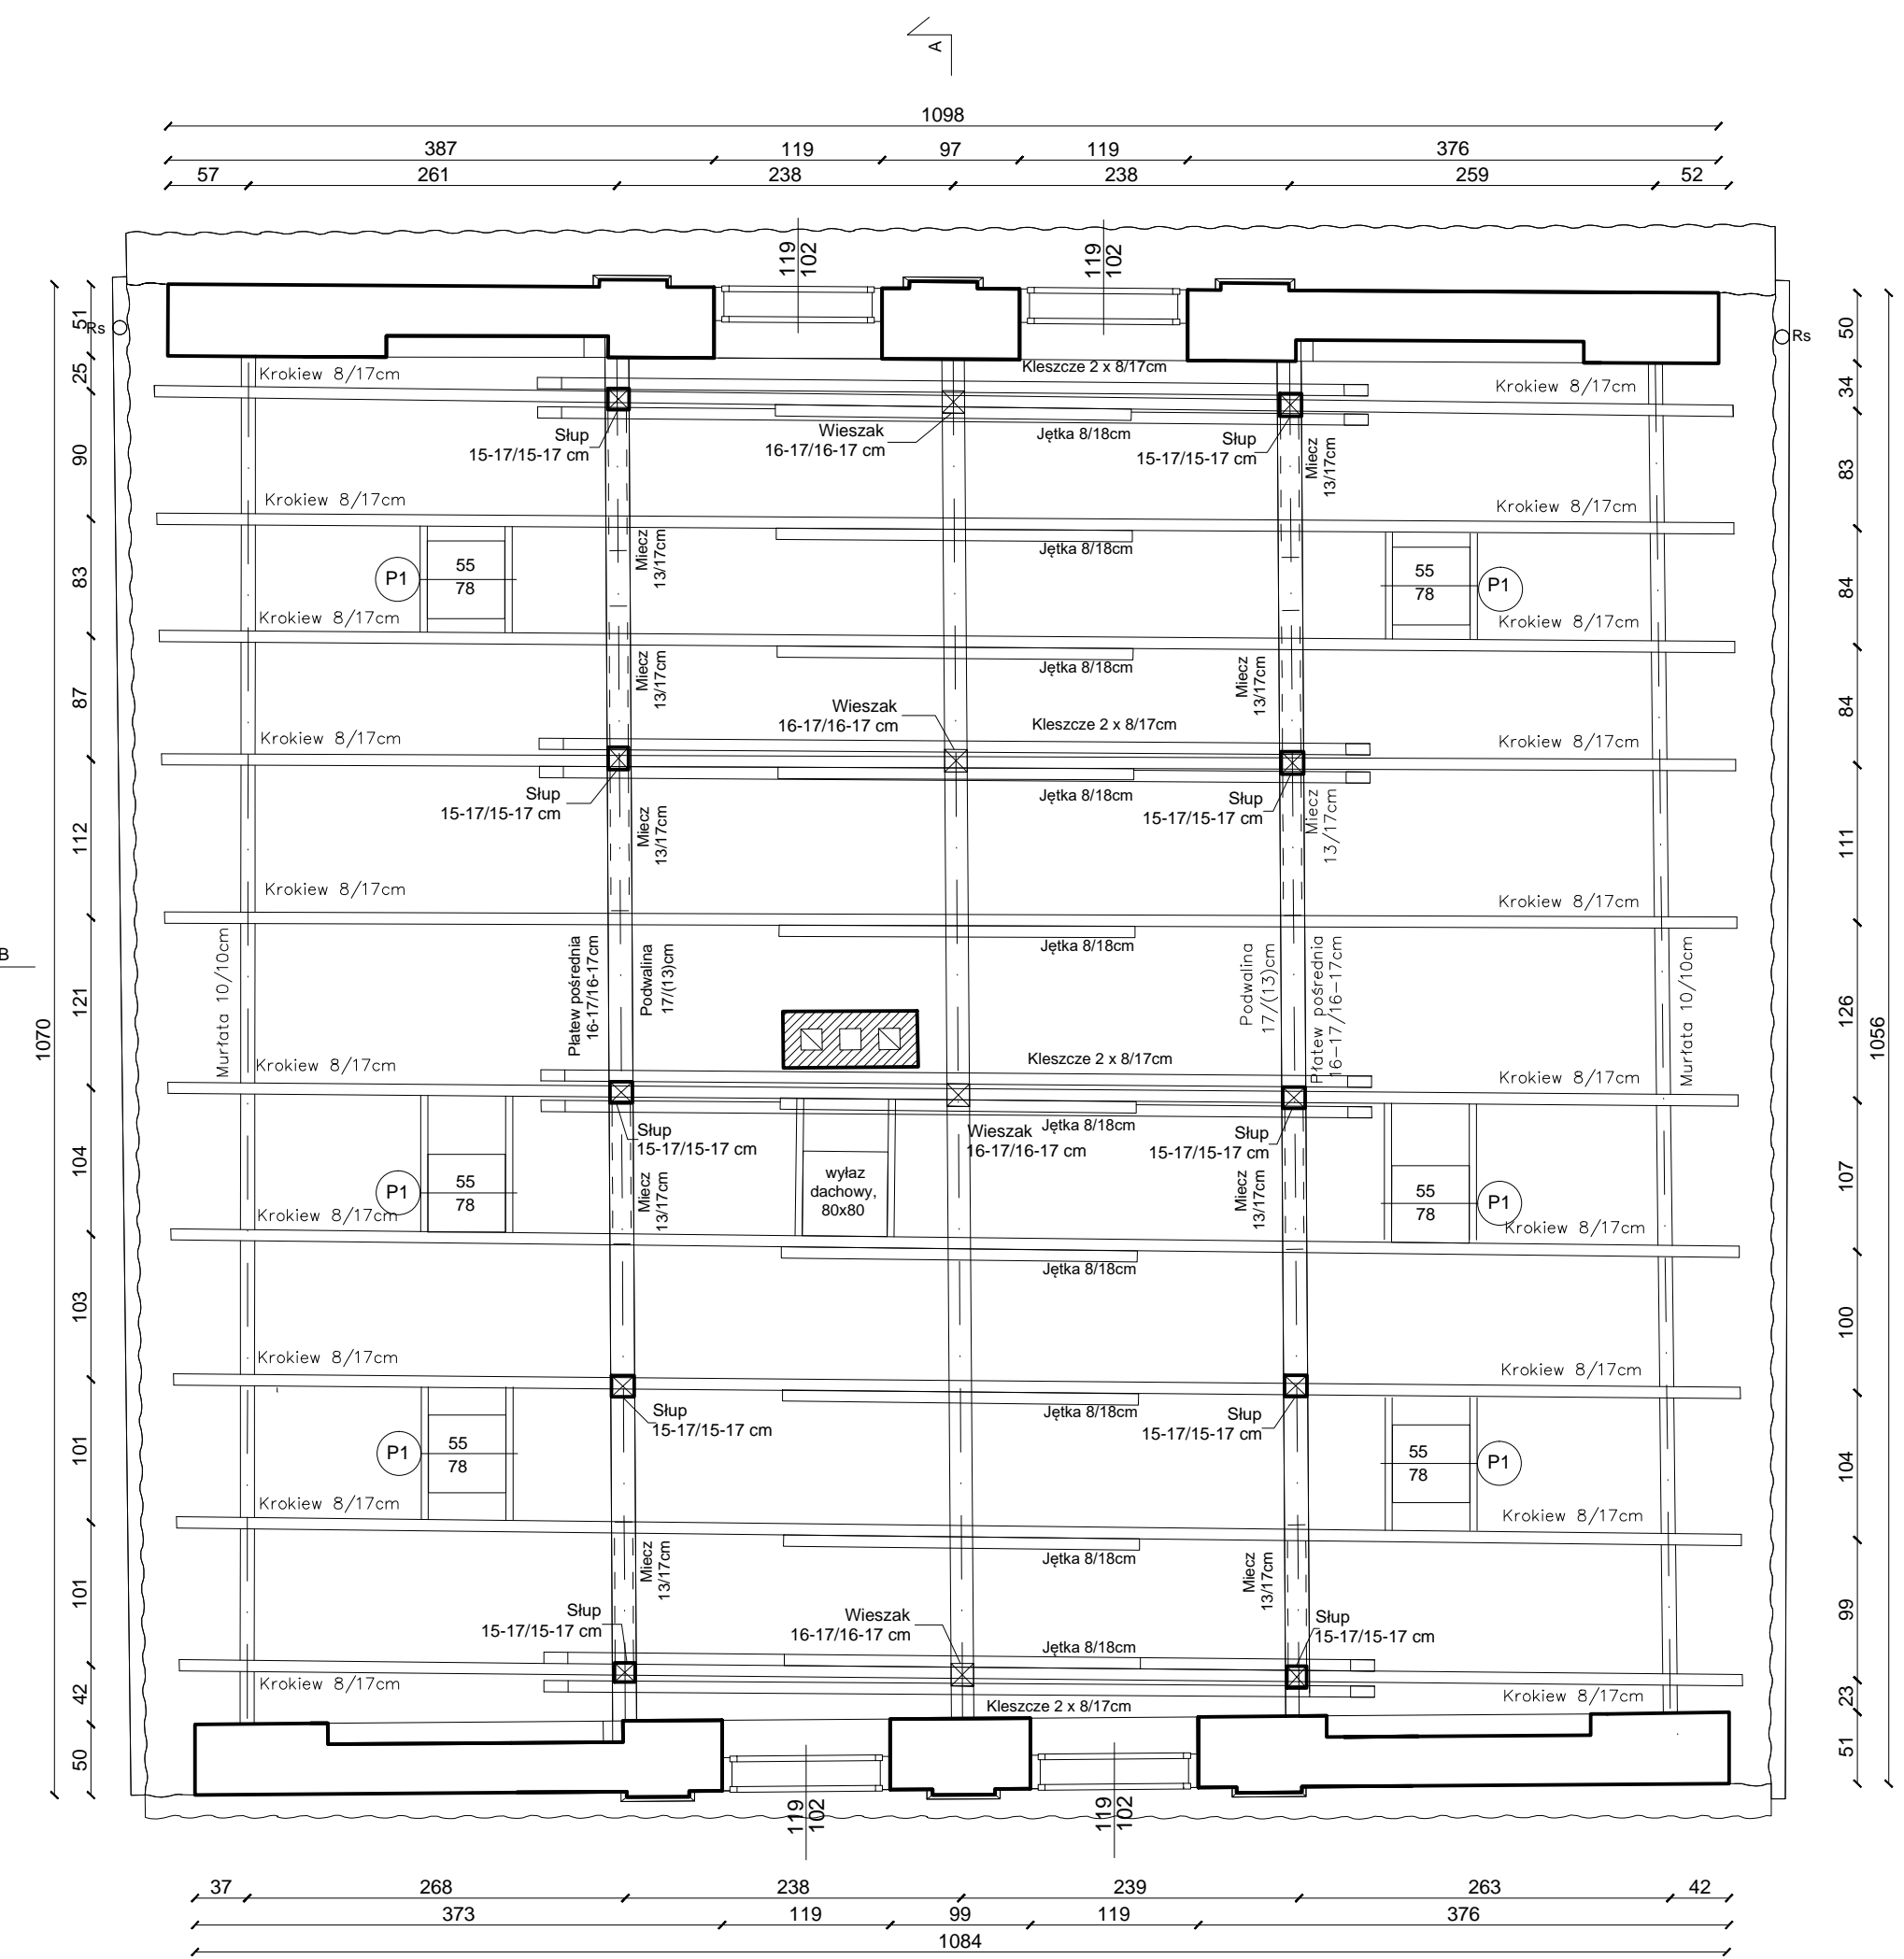 A
1098
387 119 97 119 376
57 261 238 238 259 52
119
102
119
102
51
25
90
83
87
112
121
104
103
101
101
42
50
1070
Rs
B
50
34
83
84
84
111
126
107
100
104
99
23
51
1056
Rs
Krokiew 8/17cm
Kleszcze 2 x 8/17cm
Krokiew 8/17cm
Słup
15-17/15-17 cm
Wieszak
16-17/16-17 cm
Jętka 8/18cm
Słup
15-17/15-17 cm
Miecz
13/17cm
Krokiew 8/17cm
Krokiew 8/17cm
Miecz
13/17cm
Jętka 8/18cm
P1
55
78
55
78
P1
Krokiew 8/17cm
Krokiew 8/17cm
Miecz
13/17cm
Jętka 8/18cm
Miecz
13/17cm
Wieszak
16-17/16-17 cm
Kleszcze 2 x 8/17cm
Krokiew 8/17cm
Krokiew 8/17cm
Słup
15-17/15-17 cm
Jętka 8/18cm
Słup
15-17/15-17 cm
Miecz
13/17cm
Miecz
13/17cm
Krokiew 8/17cm
Krokiew 8/17cm
Jętka 8/18cm
Murłata 10/10cm
Płatew pośrednia
16-17/16-17cm
Podwalina
17/(13)cm
Podwalina
17/(13)cm
Płatew pośrednia
16-17/16-17cm
Murłata 10/10cm
Krokiew 8/17cm
Kleszcze 2 x 8/17cm
Krokiew 8/17cm
Słup
15-17/15-17 cm
Jętka 8/18cm
Wieszak
16-17/16-17 cm
Słup
15-17/15-17 cm
P1
55
78
Miecz
13/17cm
wyłaz
dachowy,
80x80
Miecz
13/17cm
55
78
P1
Krokiew 8/17cm
Krokiew 8/17cm
Jętka 8/18cm
Krokiew 8/17cm
Krokiew 8/17cm
Słup
15-17/15-17 cm
Jętka 8/18cm
Słup
15-17/15-17 cm
P1
55
78
55
78
P1
Krokiew 8/17cm
Krokiew 8/17cm
Miecz
13/17cm
Jętka 8/18cm
Miecz
13/17cm
Słup
15-17/15-17 cm
Wieszak
16-17/16-17 cm
Jętka 8/18cm
Słup
15-17/15-17 cm
Krokiew 8/17cm
Kleszcze 2 x 8/17cm
Krokiew 8/17cm
119
102
119
102
37 268 238 239 263 42
373 119 99 119 376
1084